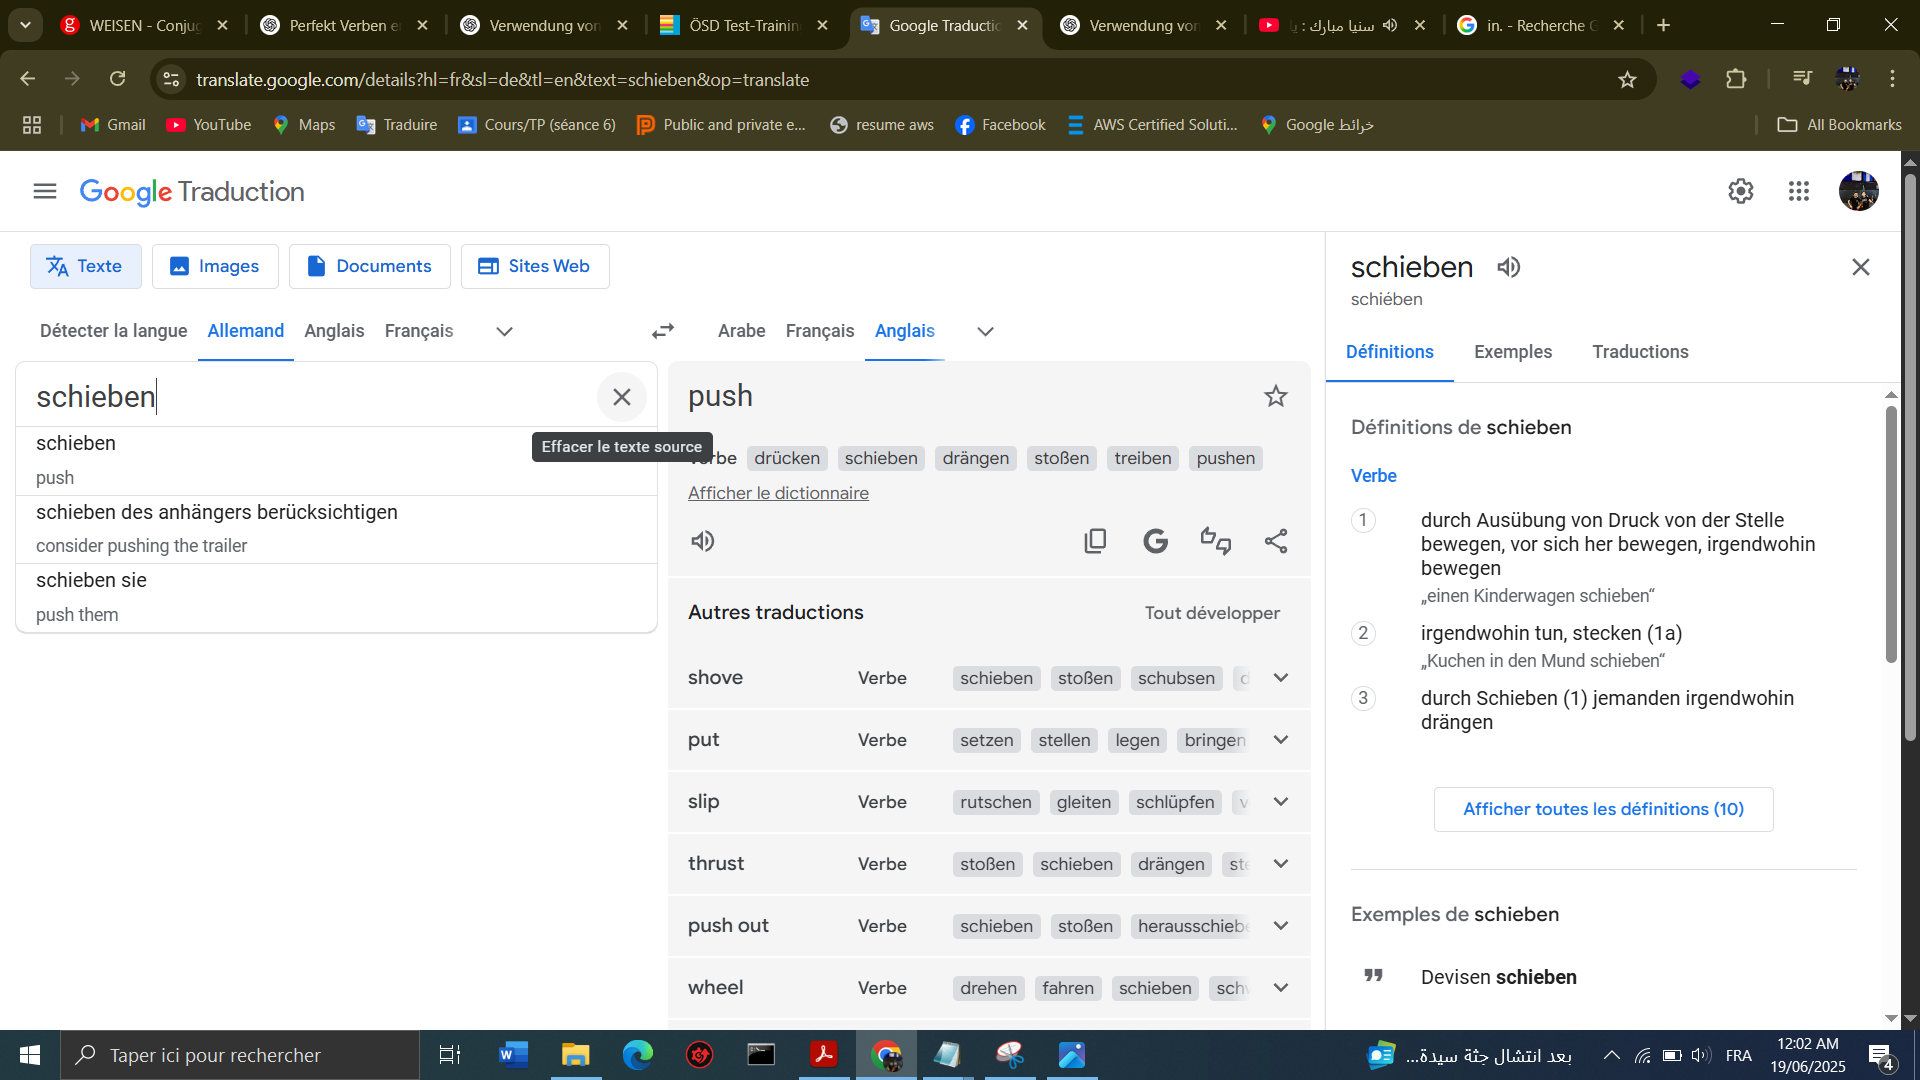 WEISEN - Conjug
Perfekt Verben e
Verwendung von
ÖSD Test-Training
Google Traductio
Verwendung von
سنيا مبارك : يا
in. - Recherche G
translate.google.com/details?hl=fr&sl=de&tl=en&text=schieben&op=translate
Gmail
YouTube
Maps
Traduire
Cours/TP (séance 6)
Public and private e...
resume aws
Facebook
AWS Certified Soluti...
خرائط Google
All Bookmarks
Google Traduction
Texte
Images
Documents
Sites Web
Détecter la langue
Allemand
Anglais
Français
Arabe
Français
Anglais
schieben
schieben
push
schieben des anhängers berücksichtigen
consider pushing the trailer
schieben sie
push them
Effacer le texte source
push
rbe drücken schieben drängen stoßen treiben pushen
Afficher le dictionnaire
Autres traductions
Tout développer
shove Verbe schieben stoßen schubsen d
put Verbe setzen stellen legen bringen
slip Verbe rutschen gleiten schlüpfen v
thrust Verbe stoßen schieben drängen ste
push out Verbe schieben stoßen herausschiebe
wheel Verbe drehen fahren schieben schw
schieben
schiében
Définitions
Exemples
Traductions
Définitions de schieben
Verbe
1 durch Ausübung von Druck von der Stelle
bewegen, vor sich her bewegen, irgendwohin
bewegen
„einen Kinderwagen schieben“
2 irgendwohin tun, stecken (1a)
„Kuchen in den Mund schieben“
3 durch Schieben (1) jemanden irgendwohin
drängen
Afficher toutes les définitions (10)
Exemples de schieben
Devisen schieben
Taper ici pour rechercher
بعد انتشال جثة سيدة...
FRA
12:02 AM
19/06/2025
4